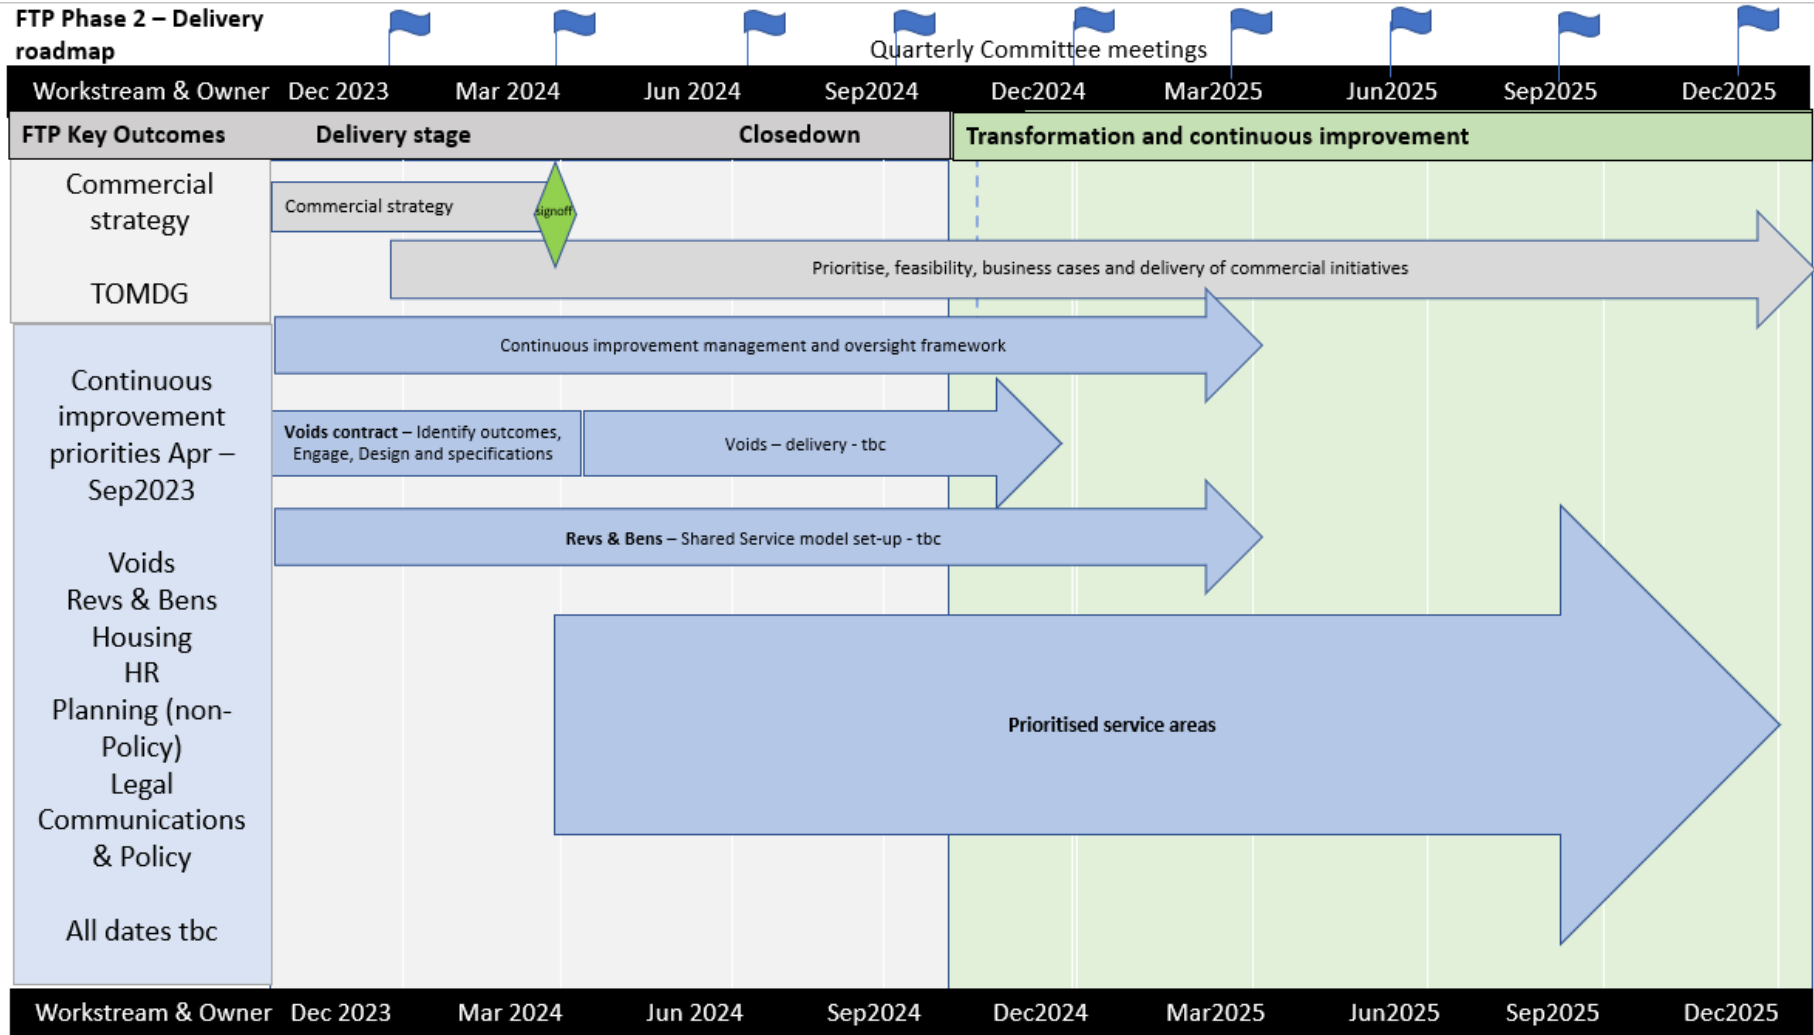 FTP Phase 2 – Delivery
roadmap
Quarterly Committee meetings
Workstream & Owner Dec 2023 Mar 2024 Jun 2024 Sep2024 Dec2024 Mar2025 Jun2025 Sep2025 Dec2025
FTP Key Outcomes Delivery stage Closedown Transformation and continuous improvement
Commercial
strategy
TOMDG
Commercial strategy
signoff
Prioritise, feasibility, business cases and delivery of commercial initiatives
Continuous
improvement
priorities Apr –
Sep2023
Voids
Revs & Bens
Housing
HR
Planning (non-
Policy)
Legal
Communications
& Policy
All dates tbc
Continuous improvement management and oversight framework
Voids contract – Identify outcomes,
Engage, Design and specifications
Voids – delivery - tbc
Revs & Bens – Shared Service model set-up - tbc
Prioritised service areas
Workstream & Owner Dec 2023 Mar 2024 Jun 2024 Sep2024 Dec2024 Mar2025 Jun2025 Sep2025 Dec2025